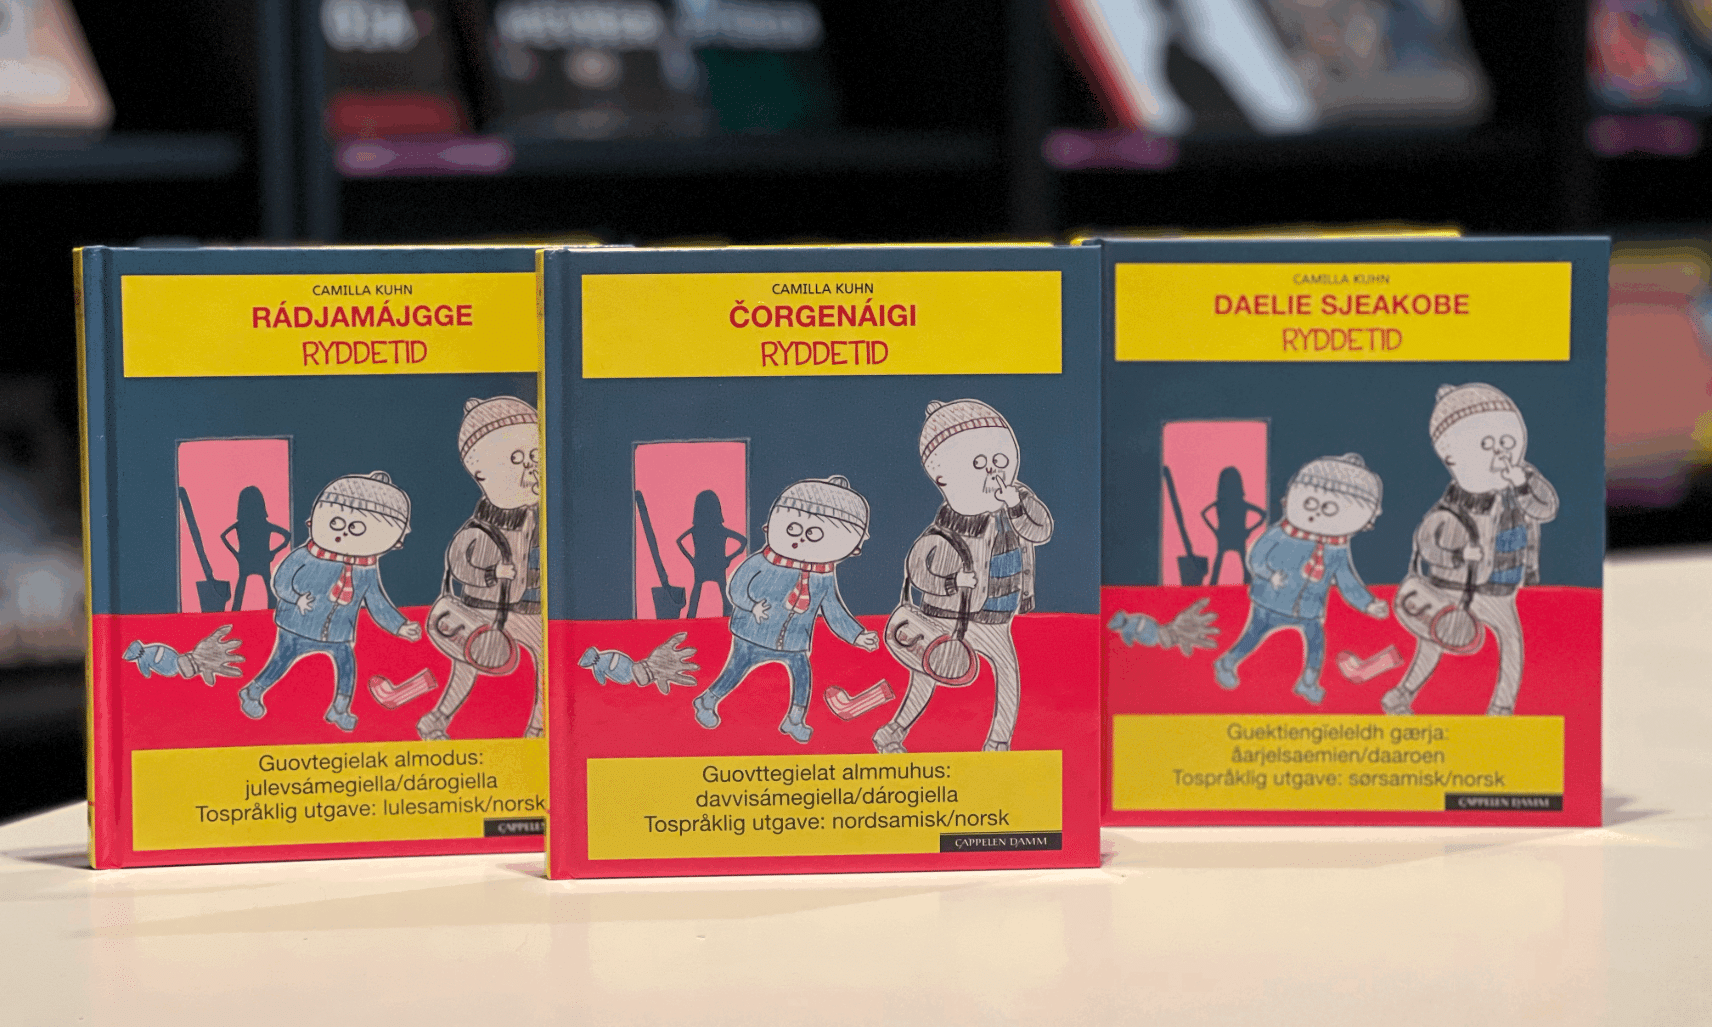 CAMILLA KUHN
RÁDJAMÁJGGE
RYDDETID
Guovtegielak almodus:
julevsámegiella/dárogiella
Tospråklig utgave: lulesamisk/norsk
CAMILLA KUHN
ČORGENÁIGI
RYDDETID
Guovttegielat almmuhus:
davvisámegiella/dárogiella
Tospråklig utgave: nordsamisk/norsk
CAPPELEN DAMM
CAMILLA KUHN
DAELIE SJEAKOBE
RYDDETID
Guektiengïeleldh gærja:
åarjelsaemien/daaroen
Tospråklig utgave: sørsamisk/norsk
CAPPELEN DAMM